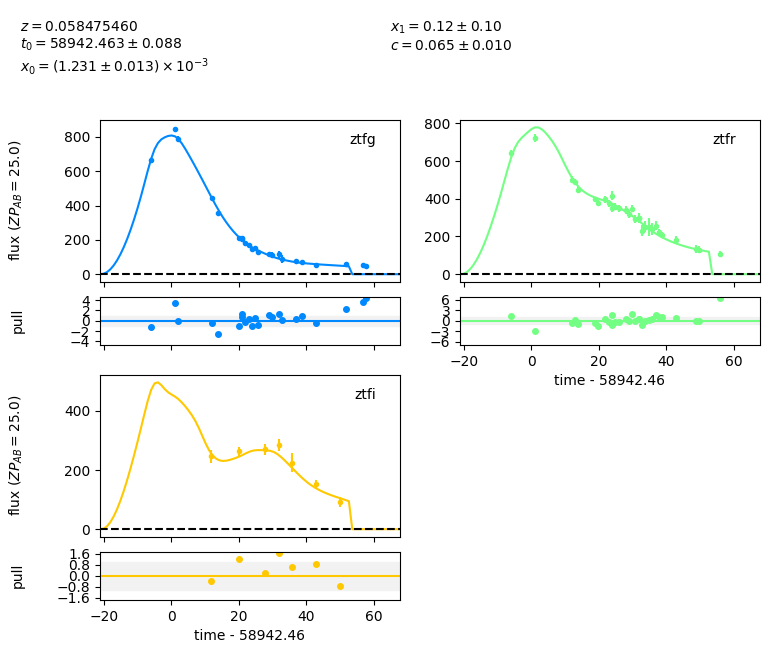 z = 0.058475460
t₀ = 58942.463 ± 0.088
x₀ = (1.231 ± 0.013) × 10⁻³
x₁ = 0.12 ± 0.10
c = 0.065 ± 0.010
ztfg
flux (ZP_AB = 25.0)
800
600
400
200
0
pull
4
2
0
−2
−4
ztfr
800
600
400
200
0
6
3
0
−3
−6
−20 0 20 40 60
time - 58942.46
ztfi
flux (ZP_AB = 25.0)
400
200
0
pull
1.6
0.8
0.0
−0.8
−1.6
−20 0 20 40 60
time - 58942.46